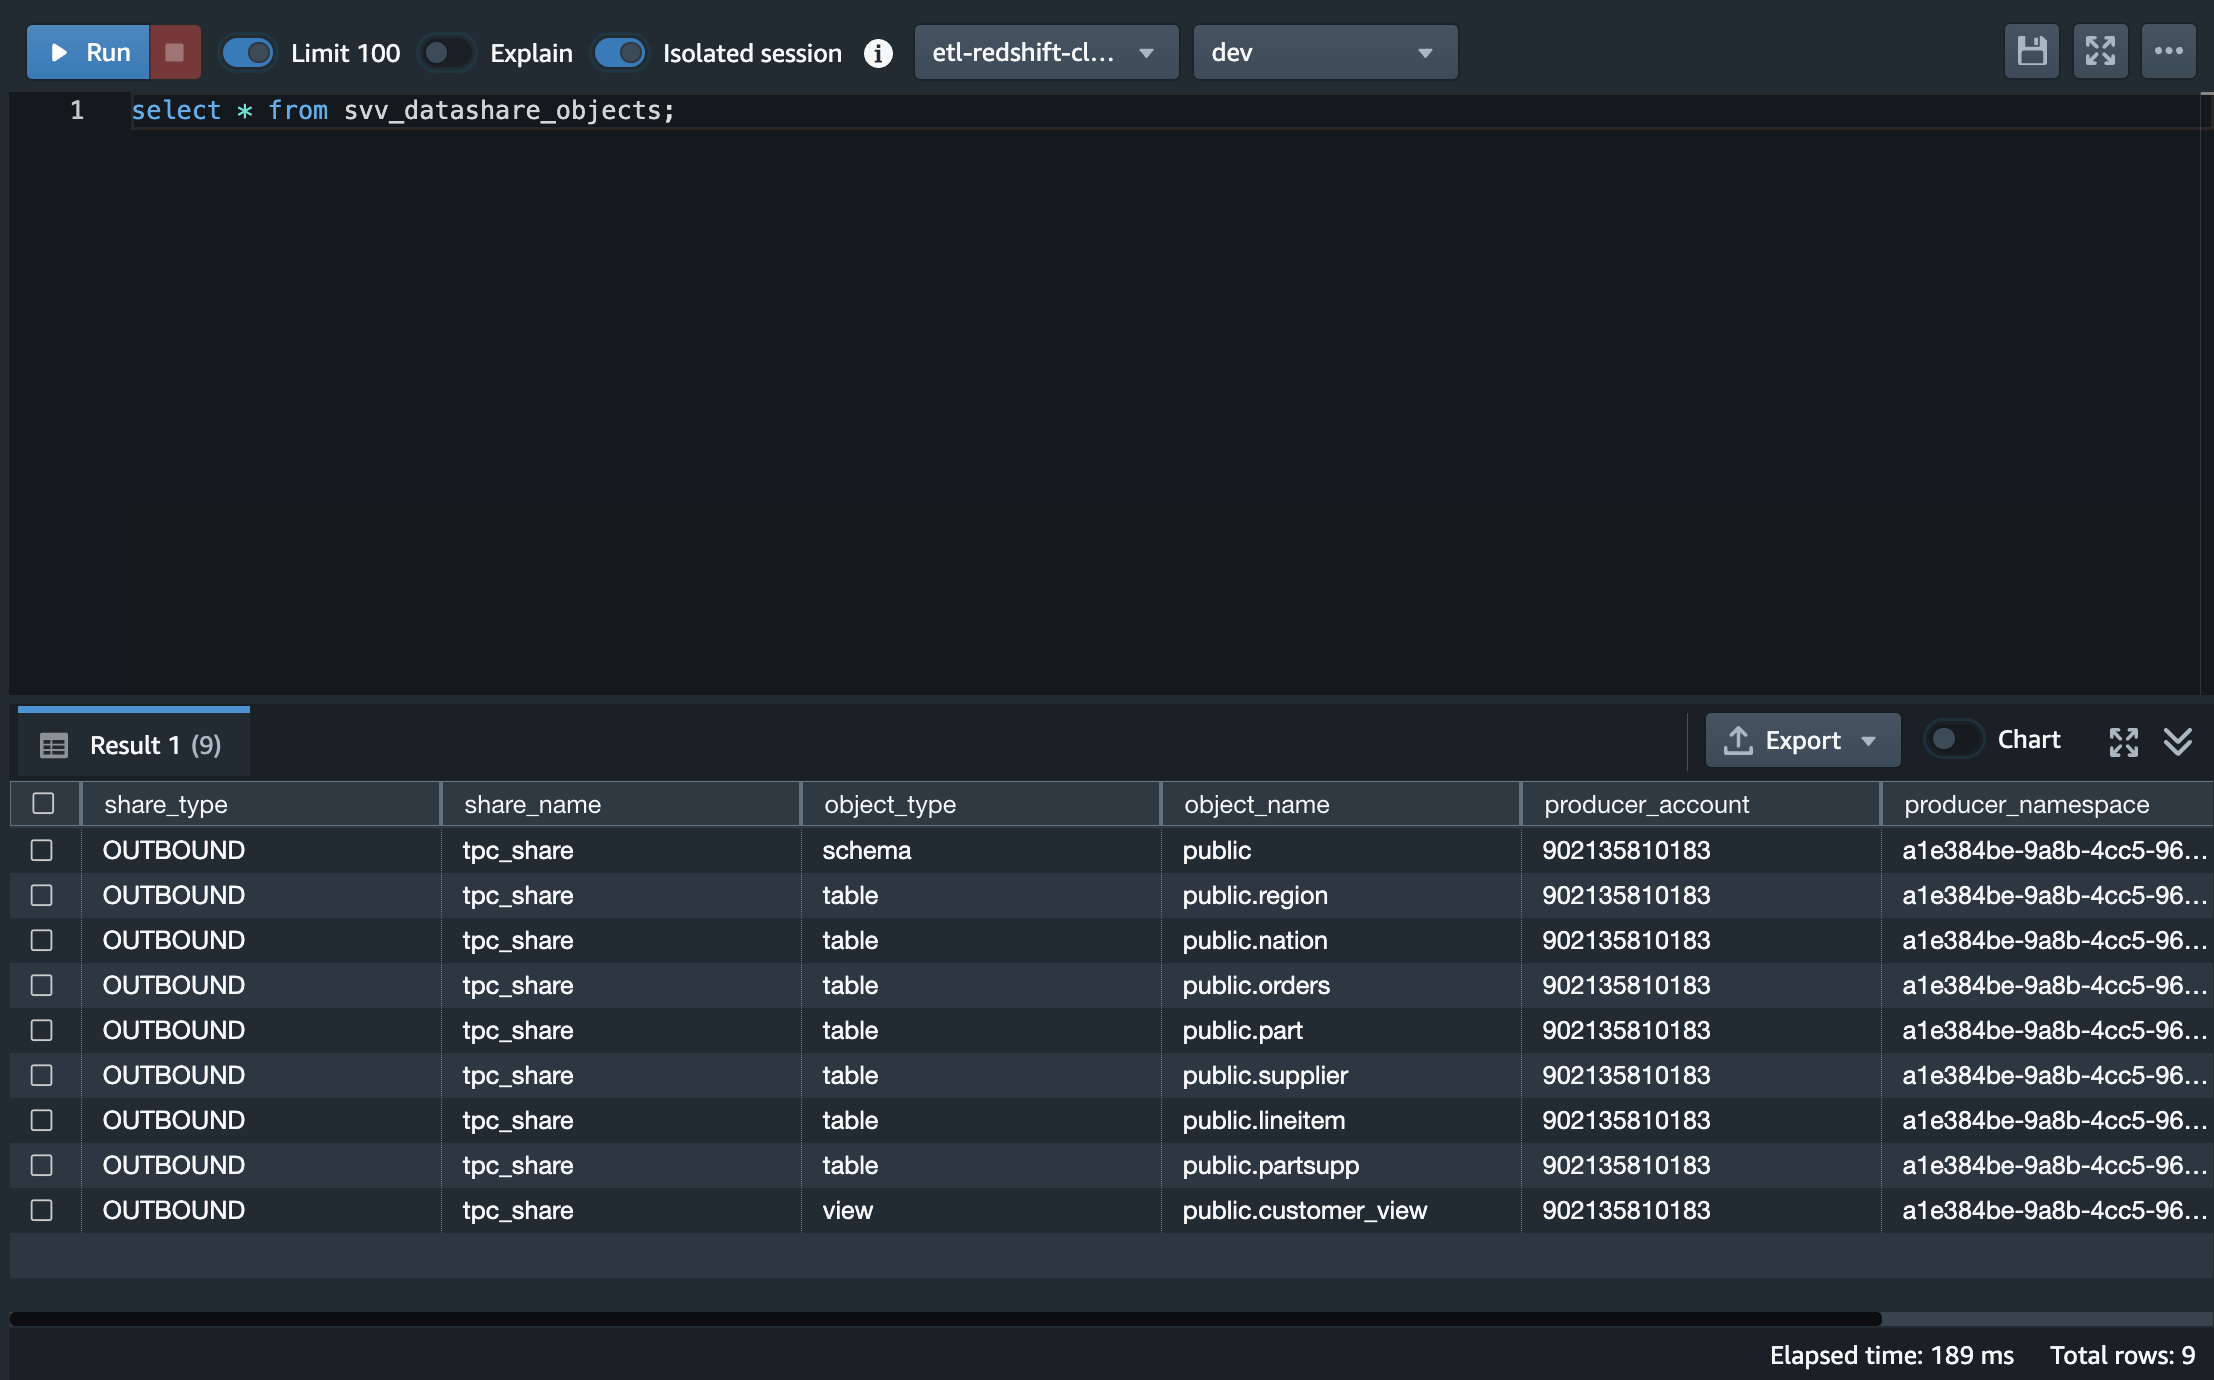 Run Limit 100 Explain Isolated session i etl-redshift-cl... dev
1 select * from svv_datashare_objects;
Result 1 (9) Export Chart
share_type share_name object_type object_name producer_account producer_namespace
OUTBOUND tpc_share schema public 902135810183 a1e384be-9a8b-4cc5-96...
OUTBOUND tpc_share table public.region 902135810183 a1e384be-9a8b-4cc5-96...
OUTBOUND tpc_share table public.nation 902135810183 a1e384be-9a8b-4cc5-96...
OUTBOUND tpc_share table public.orders 902135810183 a1e384be-9a8b-4cc5-96...
OUTBOUND tpc_share table public.part 902135810183 a1e384be-9a8b-4cc5-96...
OUTBOUND tpc_share table public.supplier 902135810183 a1e384be-9a8b-4cc5-96...
OUTBOUND tpc_share table public.lineitem 902135810183 a1e384be-9a8b-4cc5-96...
OUTBOUND tpc_share table public.partsupp 902135810183 a1e384be-9a8b-4cc5-96...
OUTBOUND tpc_share view public.customer_view 902135810183 a1e384be-9a8b-4cc5-96...
Elapsed time: 189 ms Total rows: 9